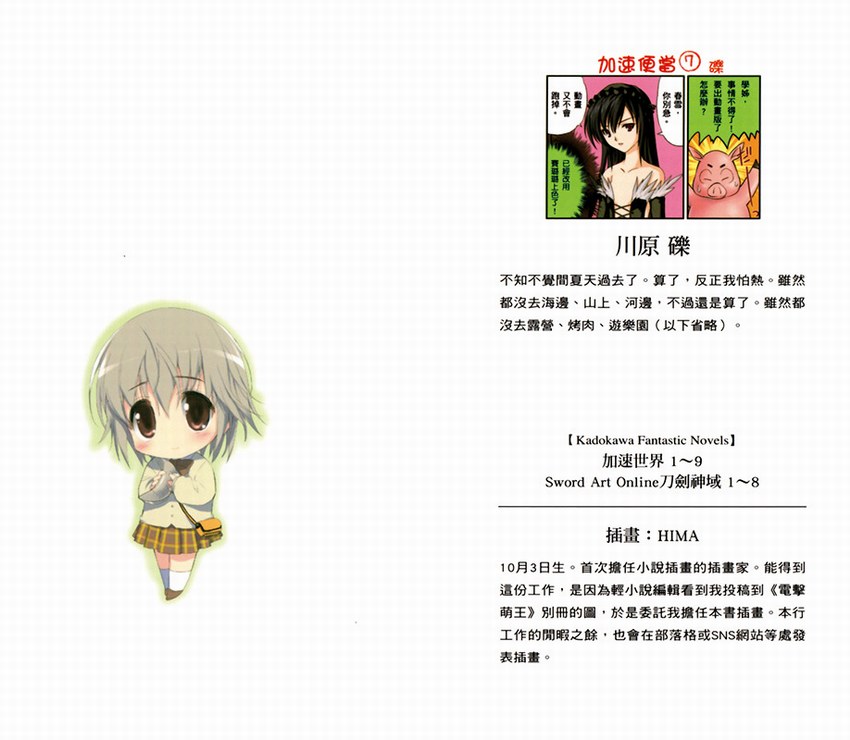 加速便當⑦ 礫
學姊，
事情不得了！
要出動畫版了
怎麼辦？
春雪，
你別急。
動畫
又不會
跑掉。
已經改用
賽璐璐上色了！
川原 礫
不知不覺間夏天過去了。算了，反正我怕熱。雖然
都沒去海邊、山上、河邊，不過還是算了。雖然都
沒去露營、烤肉、遊樂園（以下省略）。
【Kadokawa Fantastic Novels】
加速世界 1～9
Sword Art Online刀劍神域 1～8
插畫：HIMA
10月3日生。首次擔任小說插畫的插畫家。能得到
這份工作，是因為輕小說編輯看到我投稿到《電擊
萌王》別冊的圖，於是委託我擔任本書插畫。本行
工作的閒暇之餘，也會在部落格或SNS網站等處發
表插畫。